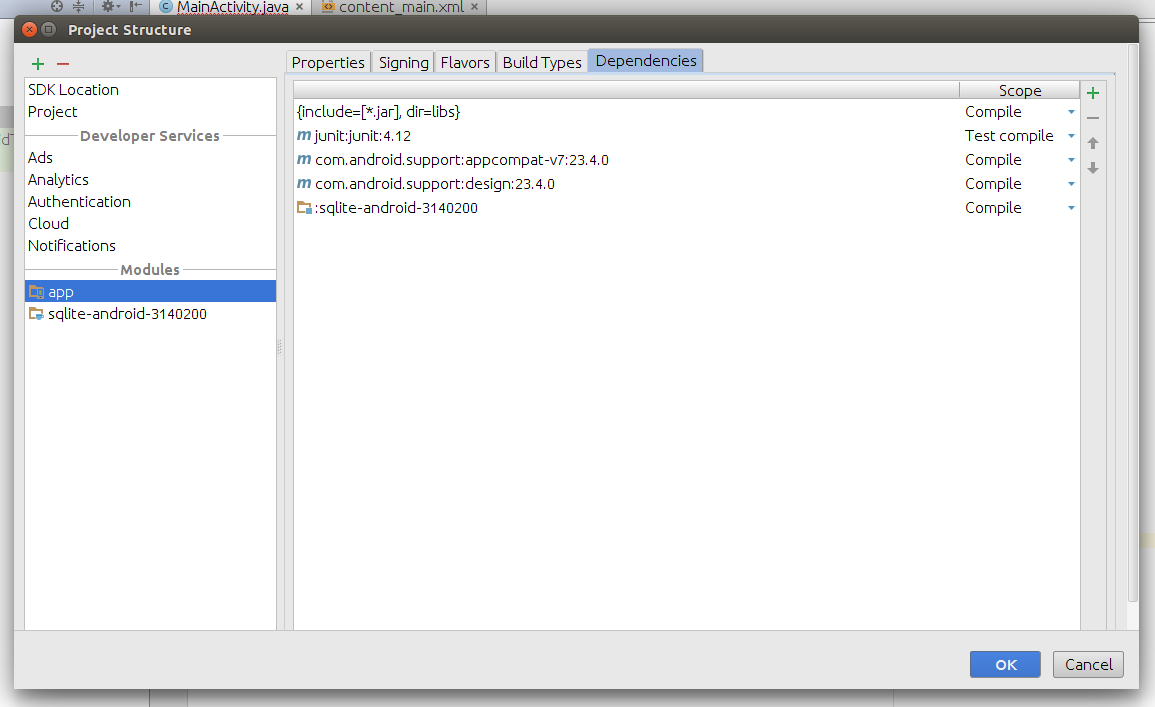 MainActivity.java
content_main.xml
Project Structure
SDK Location
Project
Developer Services
Ads
Analytics
Authentication
Cloud
Notifications
Modules
app
sqlite-android-3140200
Properties Signing Flavors Build Types Dependencies
Scope
{include=[*.jar], dir=libs} Compile
m junit:junit:4.12 Test compile
m com.android.support:appcompat-v7:23.4.0 Compile
m com.android.support:design:23.4.0 Compile
:sqlite-android-3140200 Compile
OK Cancel